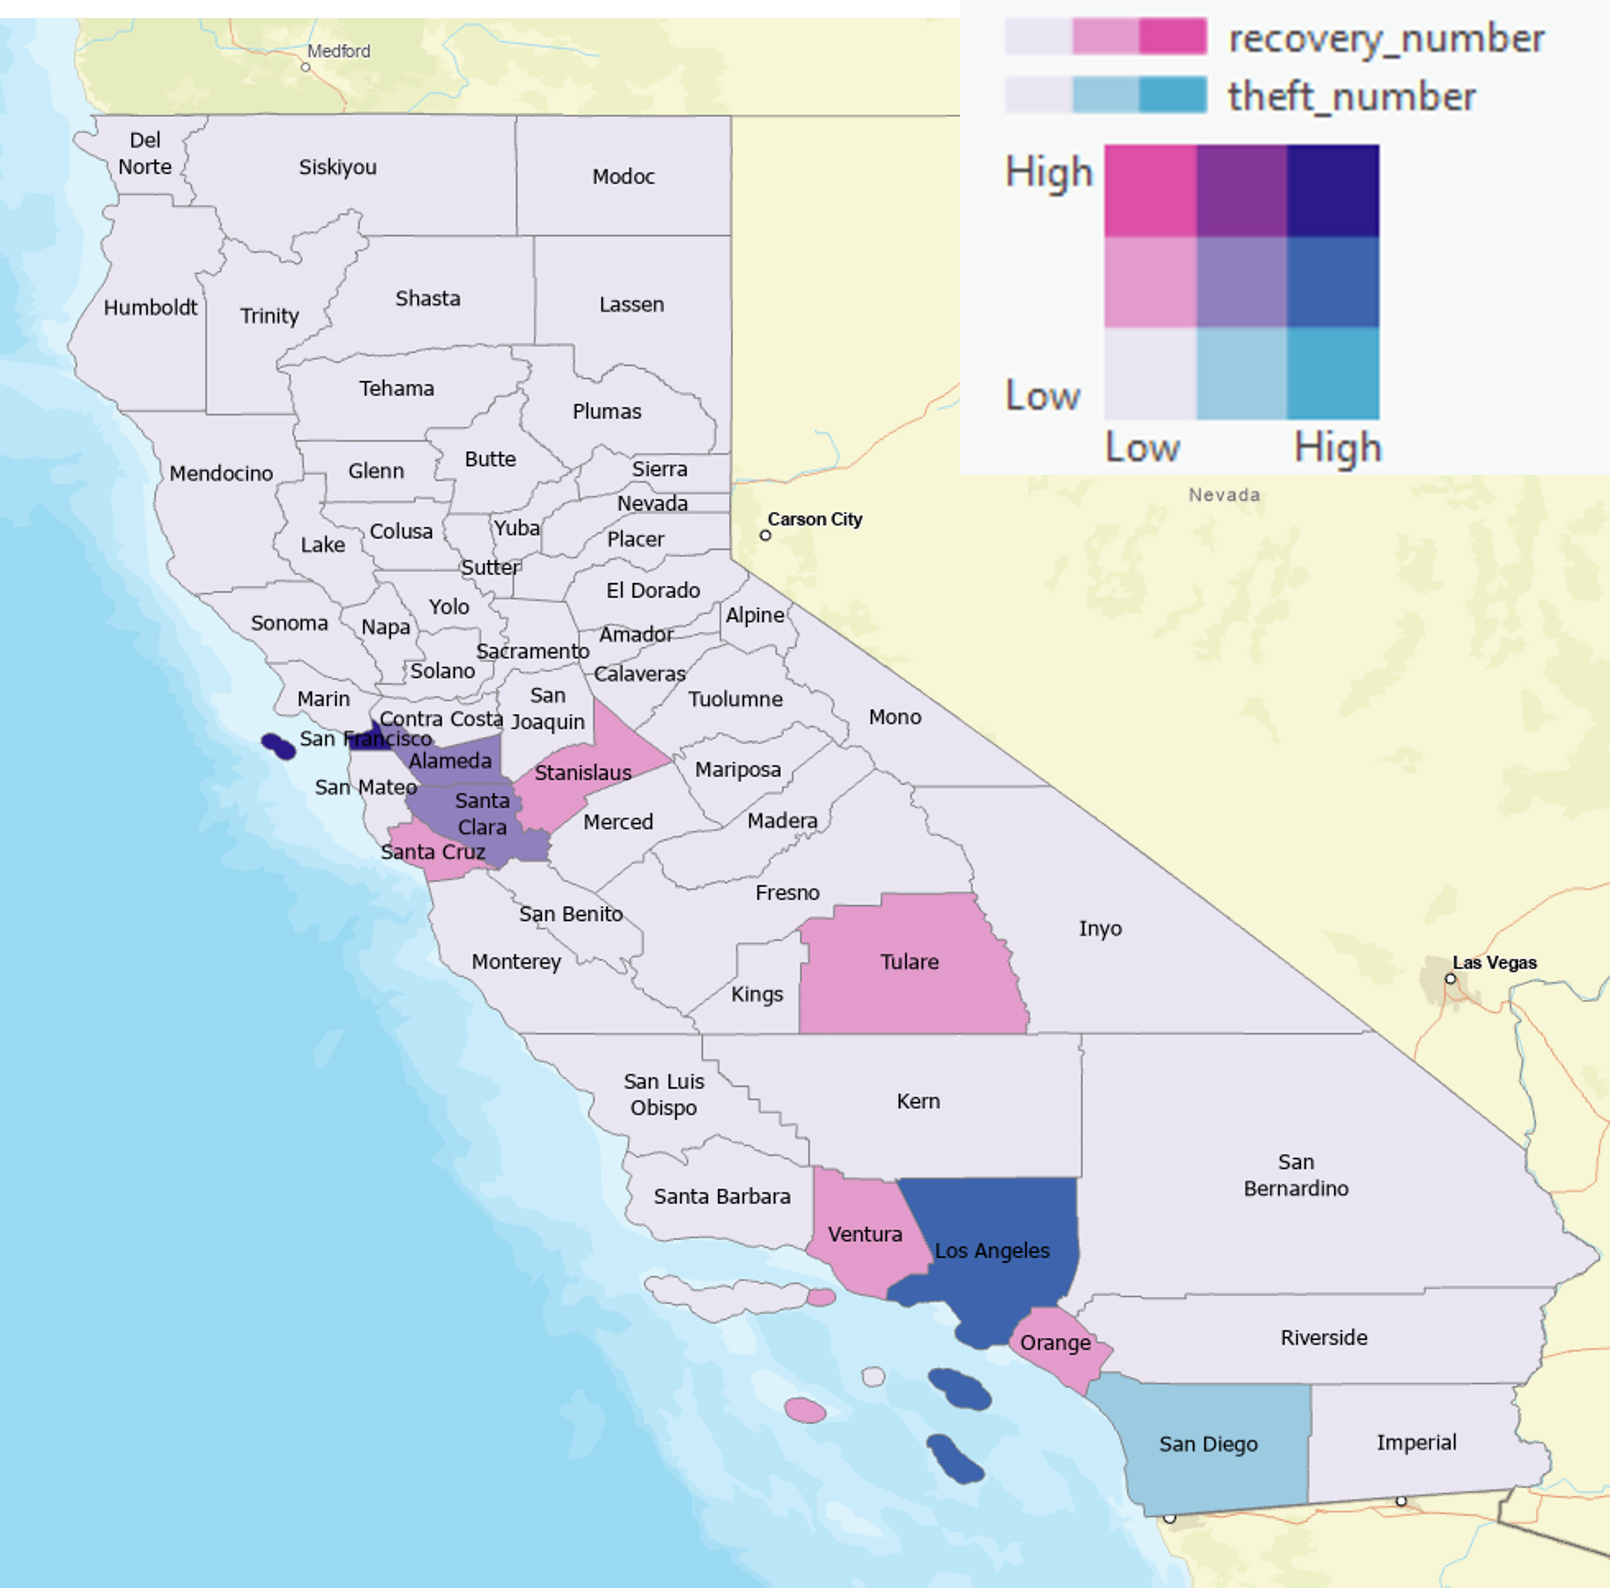 recovery_number
theft_number
High
Low
Low High
Medford
Del
Norte
Siskiyou
Modoc
Humboldt
Trinity
Shasta
Lassen
Tehama
Plumas
Mendocino
Glenn
Butte
Sierra
Nevada
Nevada
Lake
Colusa
Yuba
Placer
Carson City
Sutter
El Dorado
Sonoma
Napa
Yolo
Alpine
Amador
Sacramento
Solano
Calaveras
Marin
San
Joaquin
Tuolumne
Contra Costa
Mono
San Francisco
Alameda
Stanislaus
Mariposa
San Mateo
Santa
Clara
Merced
Madera
Santa Cruz
Fresno
San Benito
Inyo
Monterey
Tulare
Las Vegas
Kings
San Luis
Obispo
Kern
San
Bernardino
Santa Barbara
Ventura
Los Angeles
Orange
Riverside
San Diego
Imperial